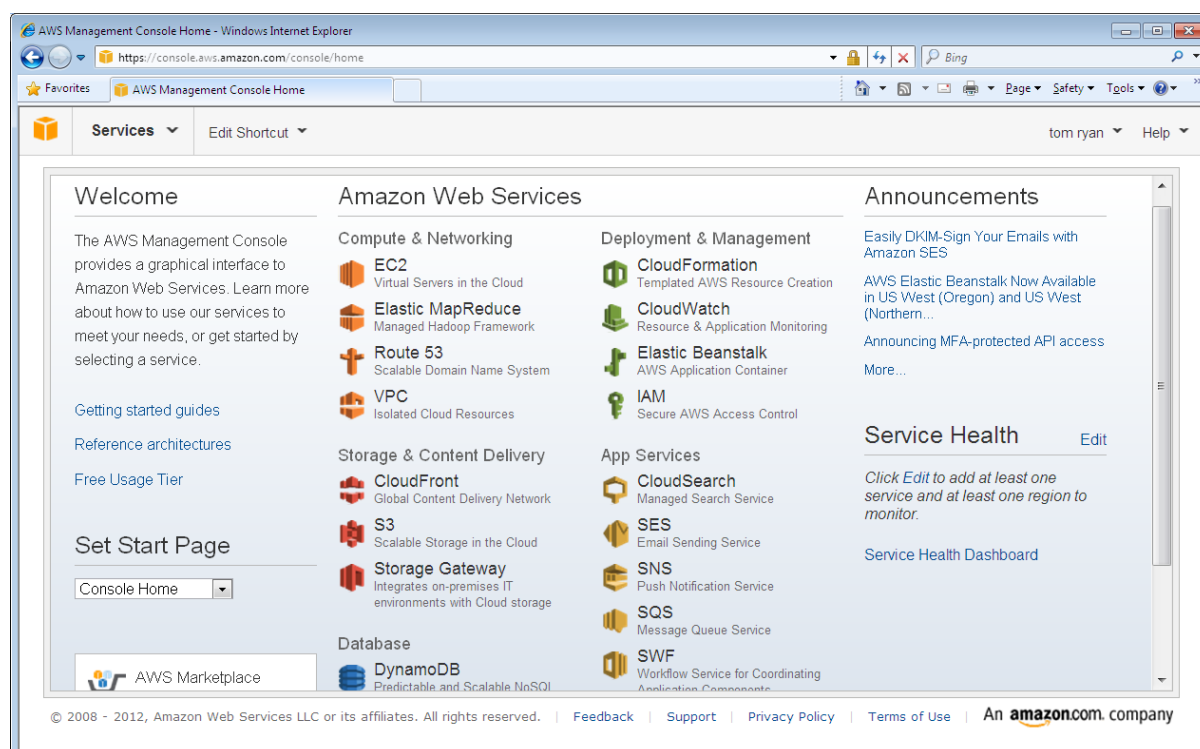 AWS Management Console Home - Windows Internet Explorer
https://console.aws.amazon.com/console/home
Bing
Favorites
AWS Management Console Home
Page
Safety
Tools
Services
Edit Shortcut
tom ryan
Help
Welcome
The AWS Management Console
provides a graphical interface to
Amazon Web Services. Learn more
about how to use our services to
meet your needs, or get started by
selecting a service.
Getting started guides
Reference architectures
Free Usage Tier
Set Start Page
Console Home
AWS Marketplace
Amazon Web Services
Compute & Networking
EC2
Virtual Servers in the Cloud
Elastic MapReduce
Managed Hadoop Framework
Route 53
Scalable Domain Name System
VPC
Isolated Cloud Resources
Storage & Content Delivery
CloudFront
Global Content Delivery Network
S3
Scalable Storage in the Cloud
Storage Gateway
Integrates on-premises IT
environments with Cloud storage
Database
DynamoDB
Predictable and Scalable NoSQL
Deployment & Management
CloudFormation
Templated AWS Resource Creation
CloudWatch
Resource & Application Monitoring
Elastic Beanstalk
AWS Application Container
IAM
Secure AWS Access Control
App Services
CloudSearch
Managed Search Service
SES
Email Sending Service
SNS
Push Notification Service
SQS
Message Queue Service
SWF
Workflow Service for Coordinating
Application Components
Announcements
Easily DKIM-Sign Your Emails with
Amazon SES
AWS Elastic Beanstalk Now Available
in US West (Oregon) and US West
(Northern...
Announcing MFA-protected API access
More...
Service Health
Edit
Click Edit to add at least one
service and at least one region to
monitor.
Service Health Dashboard
© 2008 - 2012, Amazon Web Services LLC or its affiliates. All rights reserved. | Feedback | Support | Privacy Policy | Terms of Use | An amazon.com. company